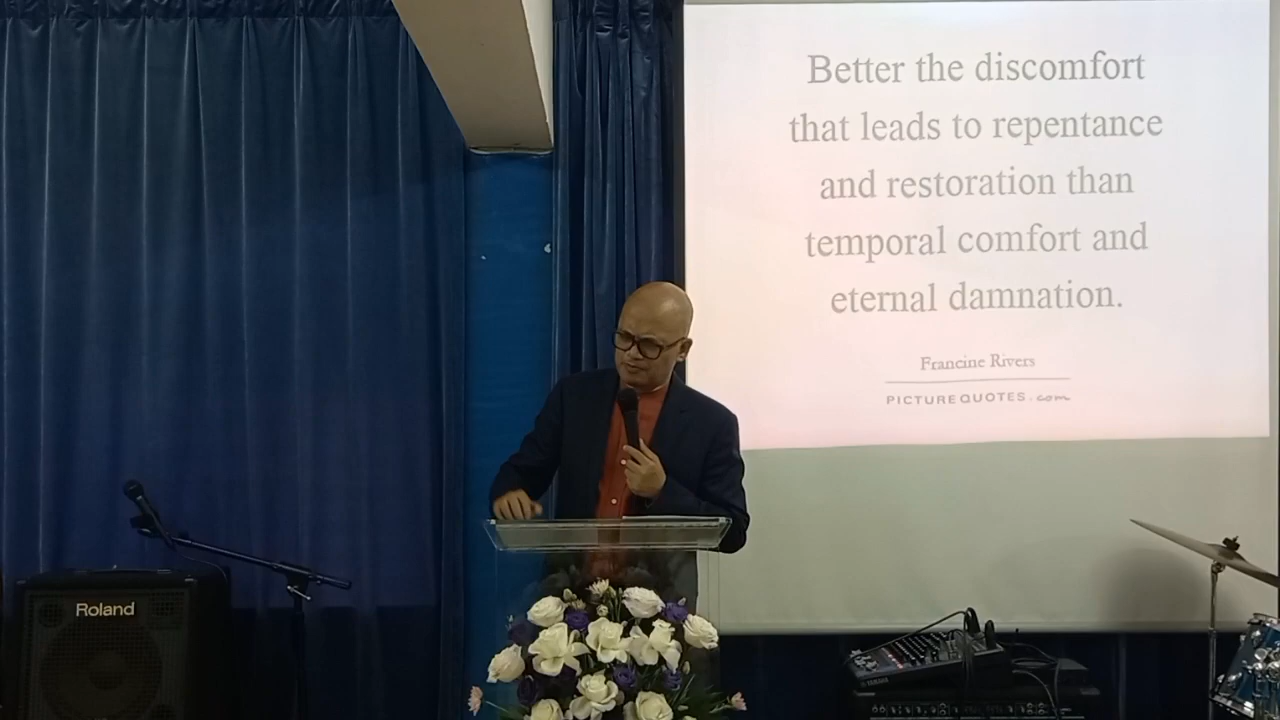 Better the discomfort
that leads to repentance
and restoration than
temporal comfort and
eternal damnation.
Francine Rivers
PICTUREQUOTES.com
Roland
YAMAHA